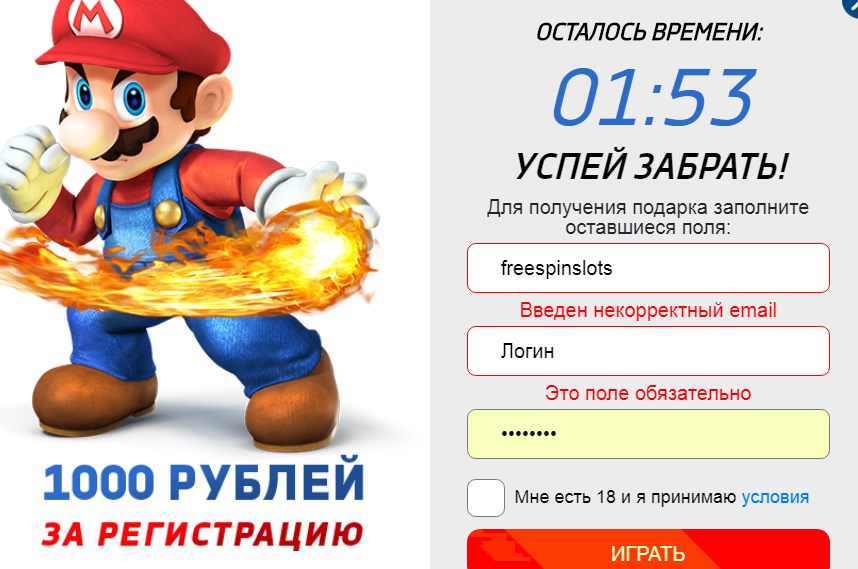 M
1000 РУБЛЕЙ
ЗА РЕГИСТРАЦИЮ
ОСТАЛОСЬ ВРЕМЕНИ:
01:53
УСПЕЙ ЗАБРАТЬ!
Для получения подарка заполните
оставшиеся поля:
freespinslots
Введен некорректный email
Логин
Это поле обязательно
••••••••
Мне есть 18 и я принимаю условия
ИГРАТЬ